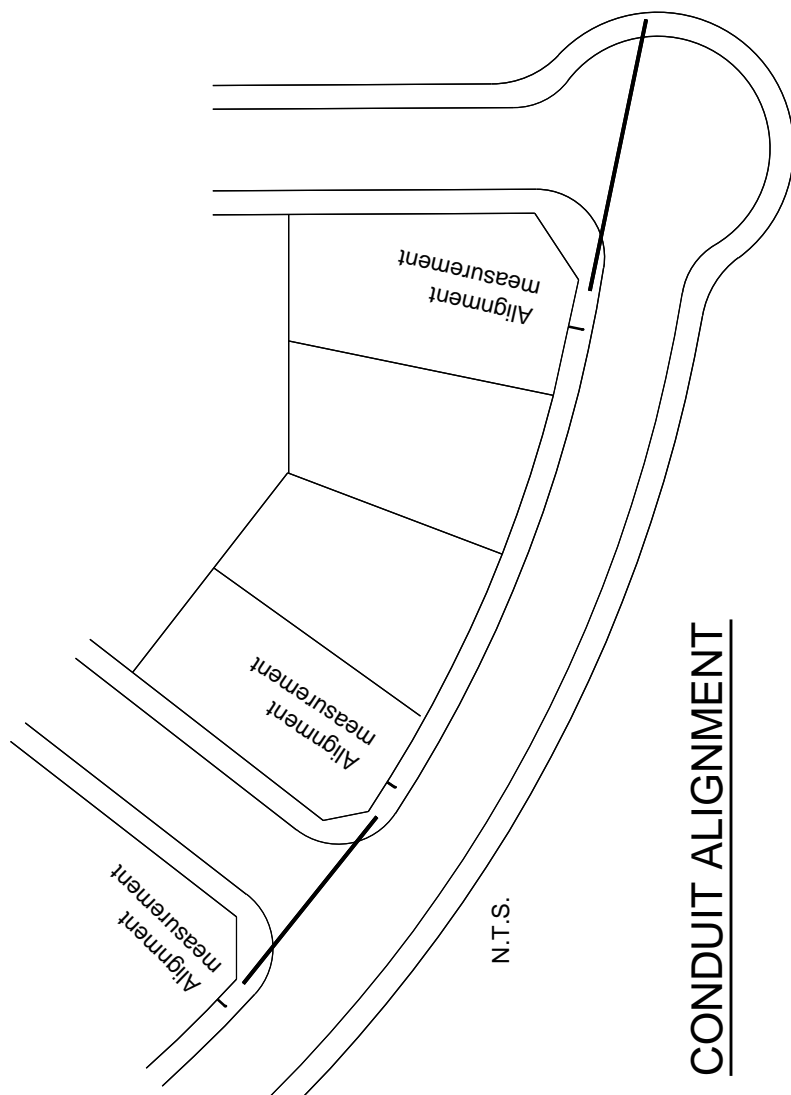 Alignment
measurement
Alignment
measurement
Alignment
measurement
N.T.S.
CONDUIT ALIGNMENT